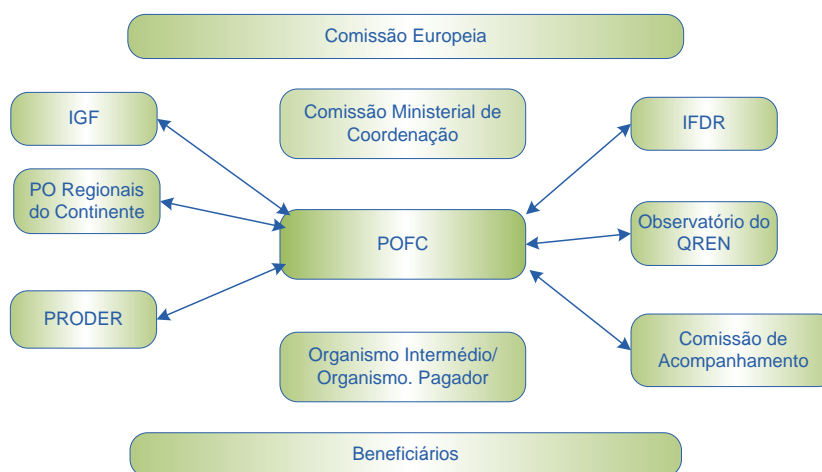 Comissão Europeia
IGF
Comissão Ministerial de
Coordenação
IFDR
PO Regionais
do Continente
POFC
Observatório do
QREN
PRODER
Organismo Intermédio/
Organismo. Pagador
Comissão de
Acompanhamento
Beneficiários